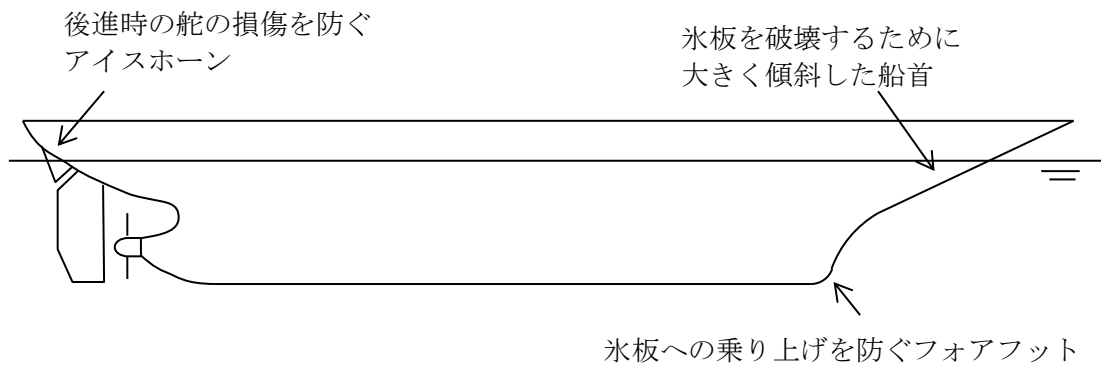 後進時の舵の損傷を防ぐ
アイスホーン
氷板を破壊するために
大きく傾斜した船首
氷板への乗り上げを防ぐフォアフット